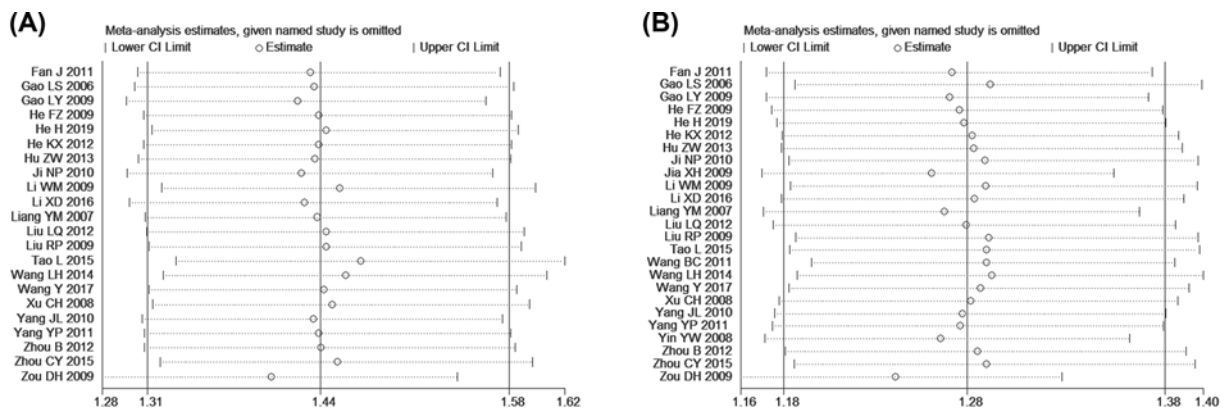 (A)
Meta-analysis estimates, given named study is omitted
Lower CI Limit Estimate Upper CI Limit
Fan J 2011
Gao LS 2006
Gao LY 2009
He FZ 2009
He H 2019
He KX 2012
Hu ZW 2013
Ji NP 2010
Li WM 2009
Li XD 2016
Liang YM 2007
Liu LQ 2012
Liu RP 2009
Tao L 2015
Wang LH 2014
Wang Y 2017
Xu CH 2008
Yang JL 2010
Yang YP 2011
Zhou B 2012
Zhou CY 2015
Zou DH 2009
1.28 1.31 1.44 1.58 1.62
(B)
Meta-analysis estimates, given named study is omitted
Lower CI Limit Estimate Upper CI Limit
Fan J 2011
Gao LS 2006
Gao LY 2009
He FZ 2009
He H 2019
He KX 2012
Hu ZW 2013
Ji NP 2010
Jia XH 2009
Li WM 2009
Li XD 2016
Liang YM 2007
Liu LQ 2012
Liu RP 2009
Tao L 2015
Wang BC 2011
Wang LH 2014
Wang Y 2017
Xu CH 2008
Yang JL 2010
Yang YP 2011
Yin YW 2008
Zhou B 2012
Zhou CY 2015
Zou DH 2009
1.16 1.18 1.28 1.38 1.40